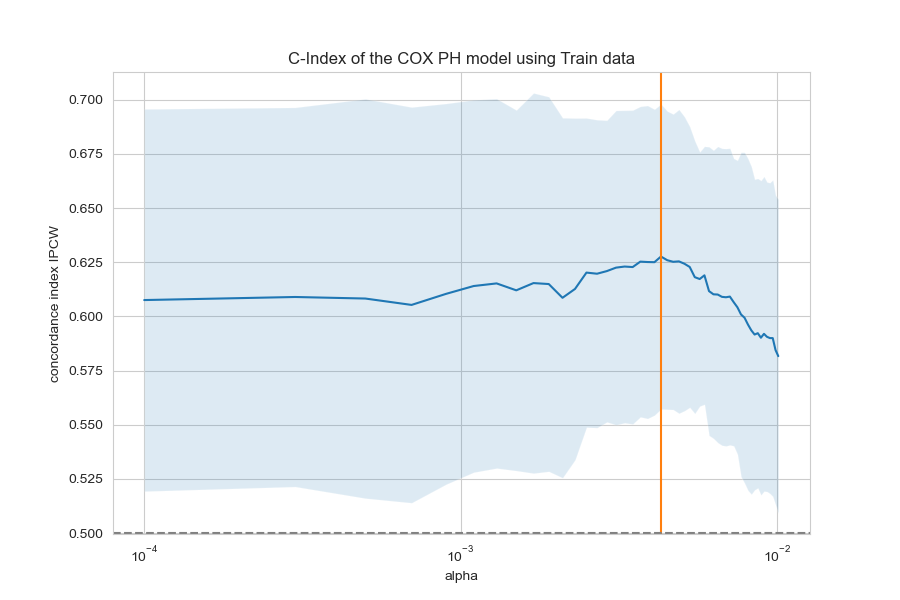 C-Index of the COX PH model using Train data
concordance index IPCW
0.700
0.675
0.650
0.625
0.600
0.575
0.550
0.525
0.500
10⁻⁴ 10⁻³ 10⁻²
alpha